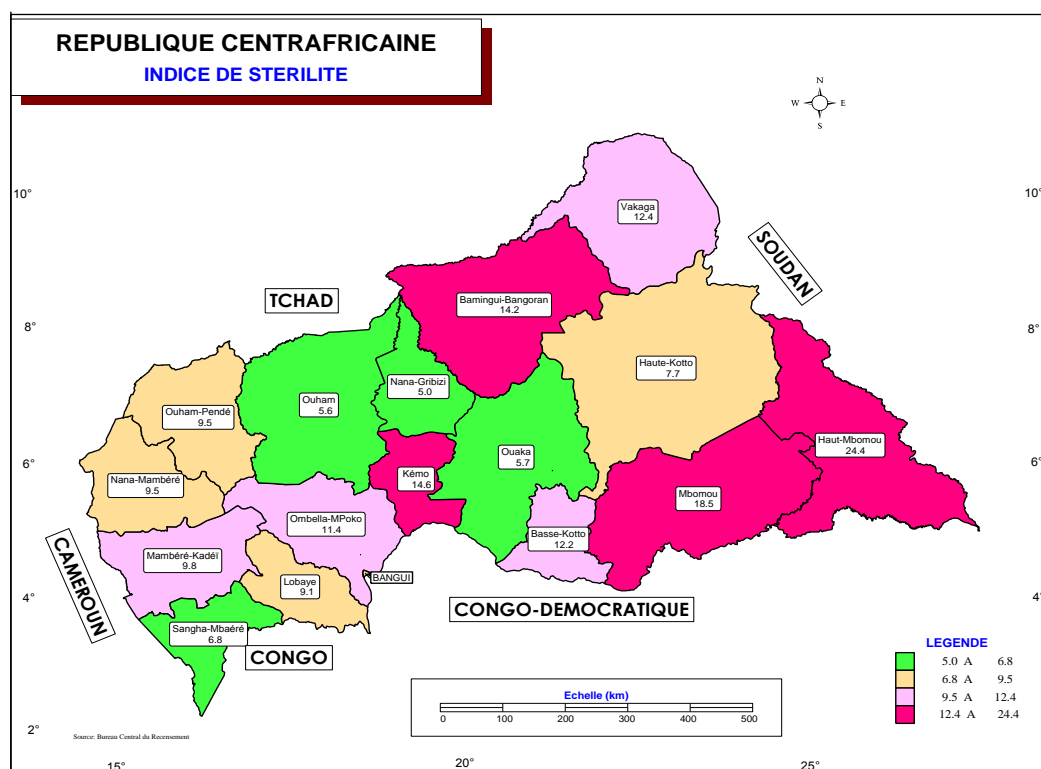 REPUBLIQUE CENTRAFRICAINE
INDICE DE STERILITE
N
W E
S
10° 10°
Vakaga
12.4
SOUDAN
TCHAD
Bamingui-Bangoran
14.2
8° 8°
Haute-Kotto
7.7
Nana-Gribizi
5.0
Ouham
5.6
Ouham-Pendé
9.5
Haut-Mbomou
24.4
Ouaka
5.7
6° 6°
Kémo
14.6
Nana-Mambéré
9.5
Mbomou
18.5
Ombella-MPoko
11.4
Basse-Kotto
12.2
Mambéré-Kadéï
9.8
CAMEROUN
BANGUI
Lobaye
9.1
4° 4°
CONGO-DEMOCRATIQUE
Sangha-Mbaéré
6.8
CONGO
LEGENDE
5.0 A 6.8
6.8 A 9.5
9.5 A 12.4
12.4 A 24.4
Echelle (km)
0 100 200 300 400 500
2°
Source: Bureau Central du Recensement
15° 20° 25°